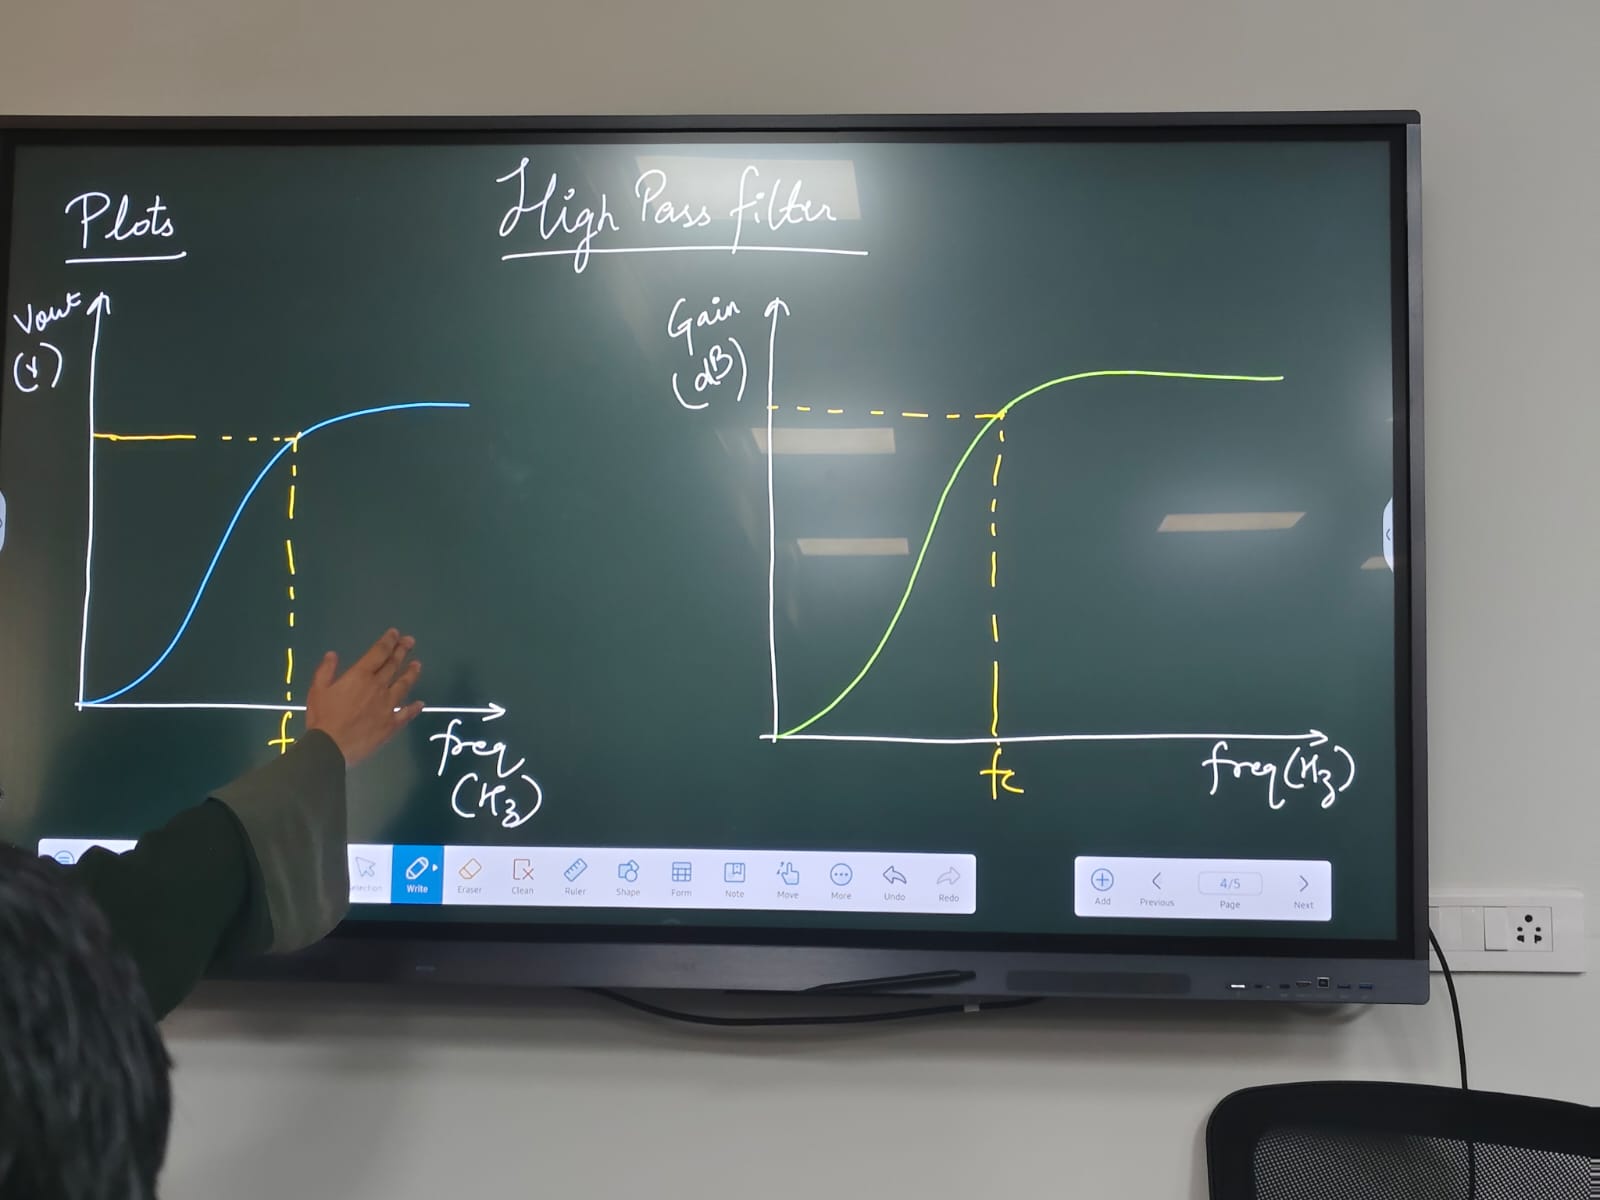 Plots
High Pass filter
Vout
(v)
freq
(Hz)
Gain
(dB)
fc
freq(Hz)
Write
Eraser
Clean
Ruler
Shape
Form
Note
Move
More
Undo
Redo
Add
Previous
4/5
Page
Next